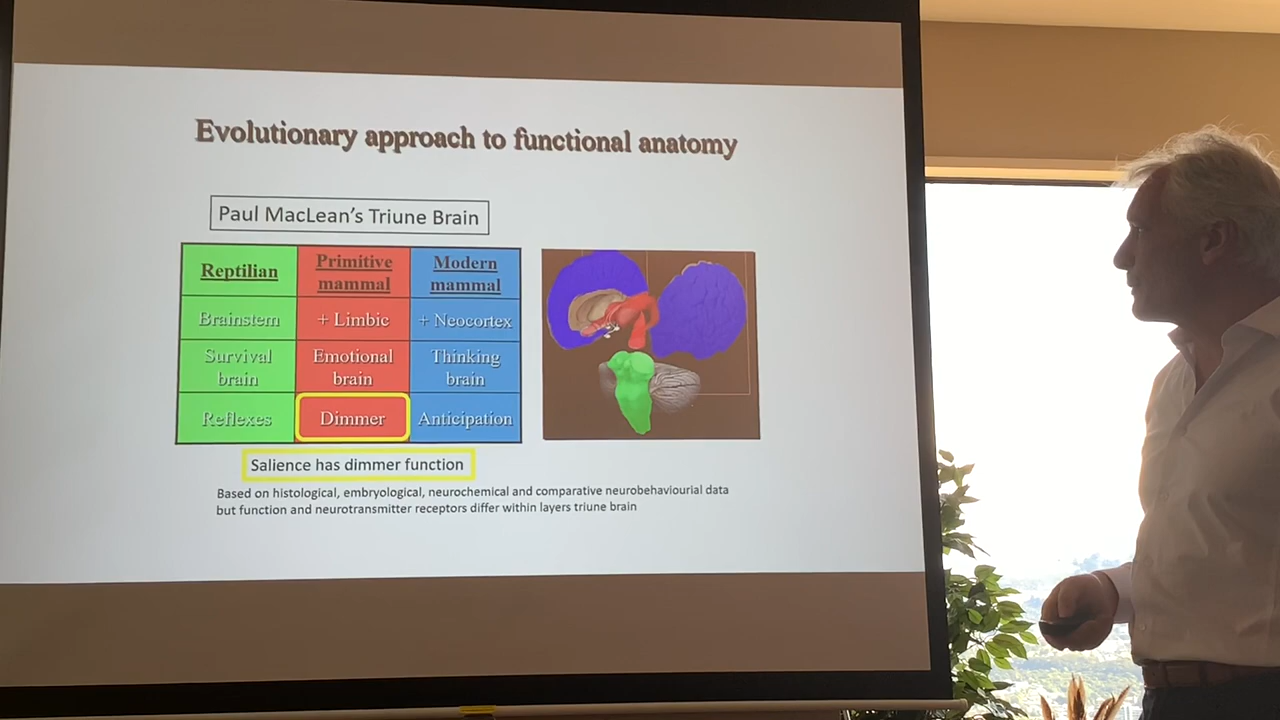 Evolutionary approach to functional anatomy
Paul MacLean's Triune Brain
Reptilian
Primitive
mammal
Modern
mammal
Brainstem
+ Limbic
+ Neocortex
Survival
brain
Emotional
brain
Thinking
brain
Reflexes
Dimmer
Anticipation
Salience has dimmer function
Based on histological, embryological, neurochemical and comparative neurobehaviourial data
but function and neurotransmitter receptors differ within layers triune brain